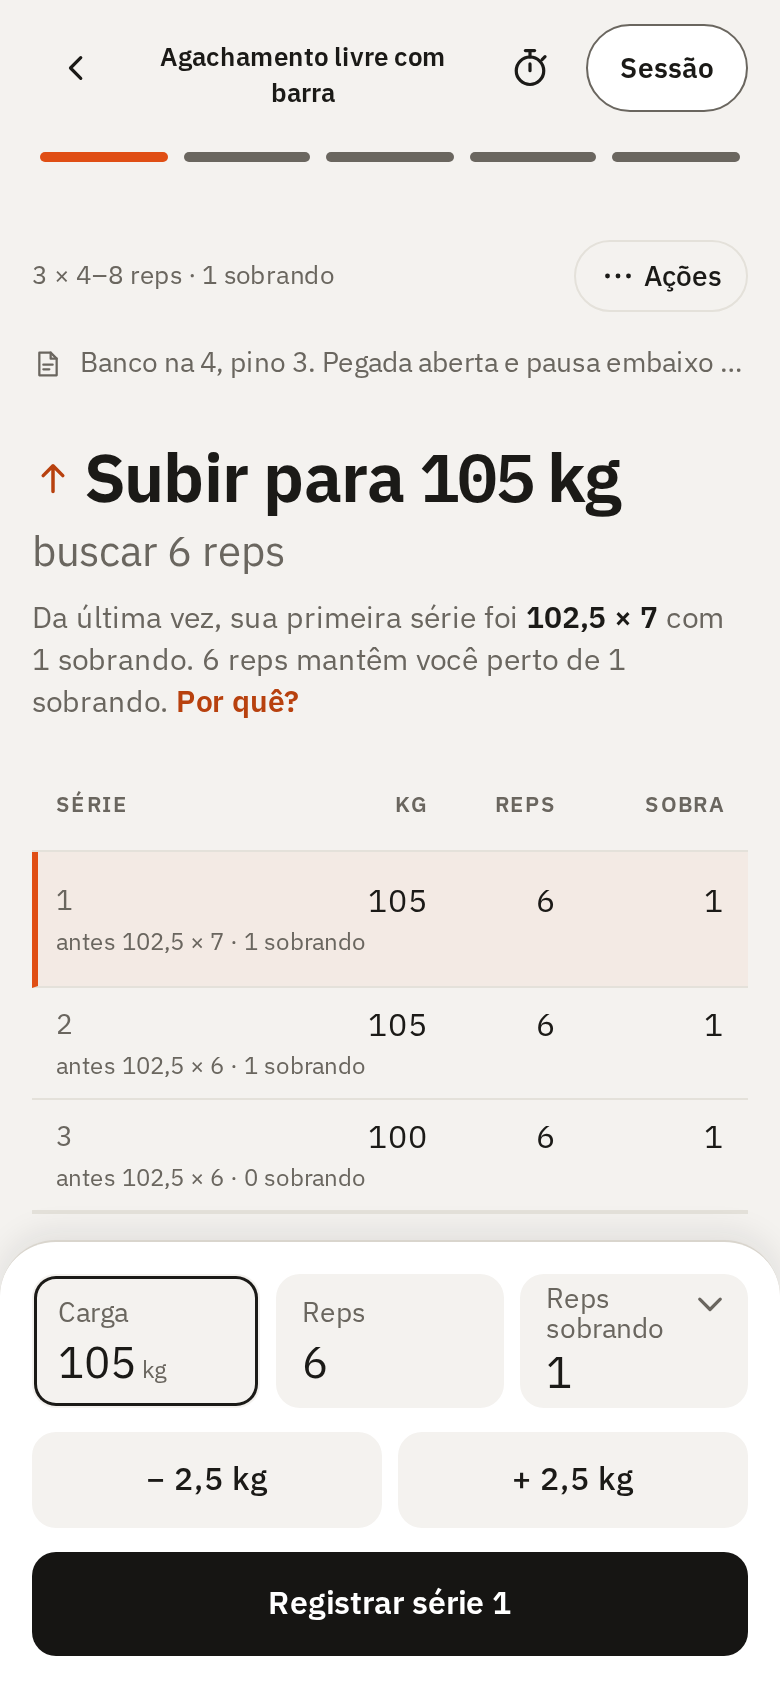 Agachamento livre com
barra
Sessão
3 × 4–8 reps · 1 sobrando
Ações
Banco na 4, pino 3. Pegada aberta e pausa embaixo ...
Subir para 105 kg
buscar 6 reps
Da última vez, sua primeira série foi 102,5 × 7 com
1 sobrando. 6 reps mantêm você perto de 1
sobrando. Por quê?
SÉRIE KG REPS SOBRA
1 105 6 1
antes 102,5 × 7 · 1 sobrando
2 105 6 1
antes 102,5 × 6 · 1 sobrando
3 100 6 1
antes 102,5 × 6 · 0 sobrando
Carga
105 kg
Reps
6
Reps
sobrando
1
− 2,5 kg
+ 2,5 kg
Registrar série 1